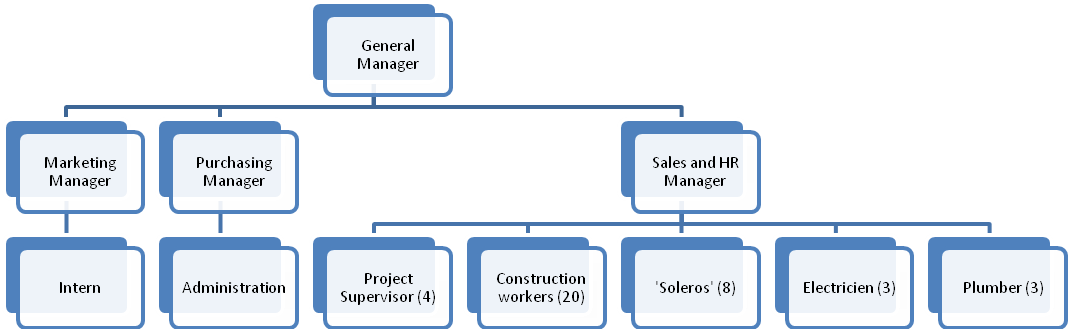 General
Manager
Marketing
Manager
Purchasing
Manager
Sales and HR
Manager
Intern
Administration
Project
Supervisor (4)
Construction
workers (20)
'Soleros' (8)
Electricien (3)
Plumber (3)